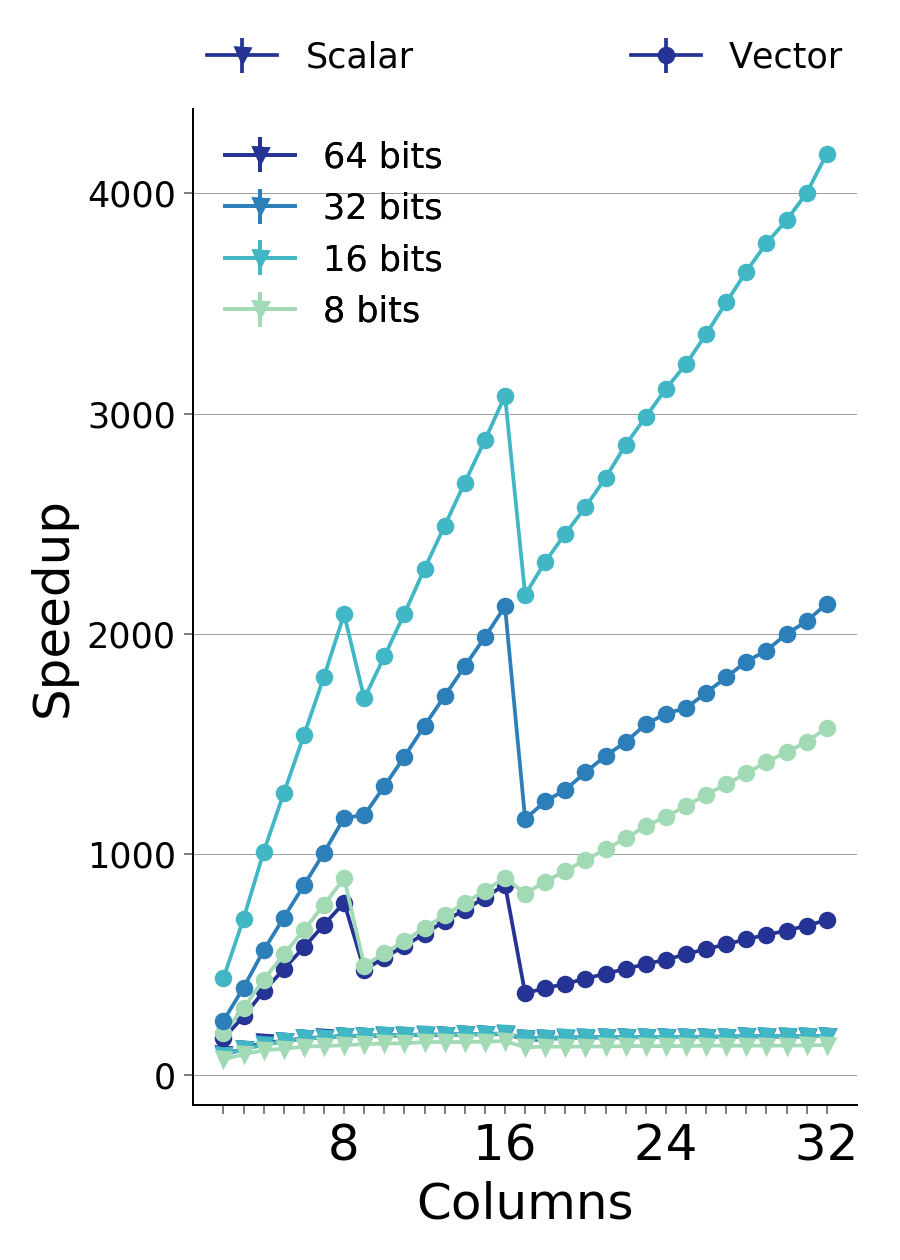 Scalar
Vector
64 bits
32 bits
16 bits
8 bits
4000
3000
2000
1000
0
Speedup
8 16 24 32
Columns